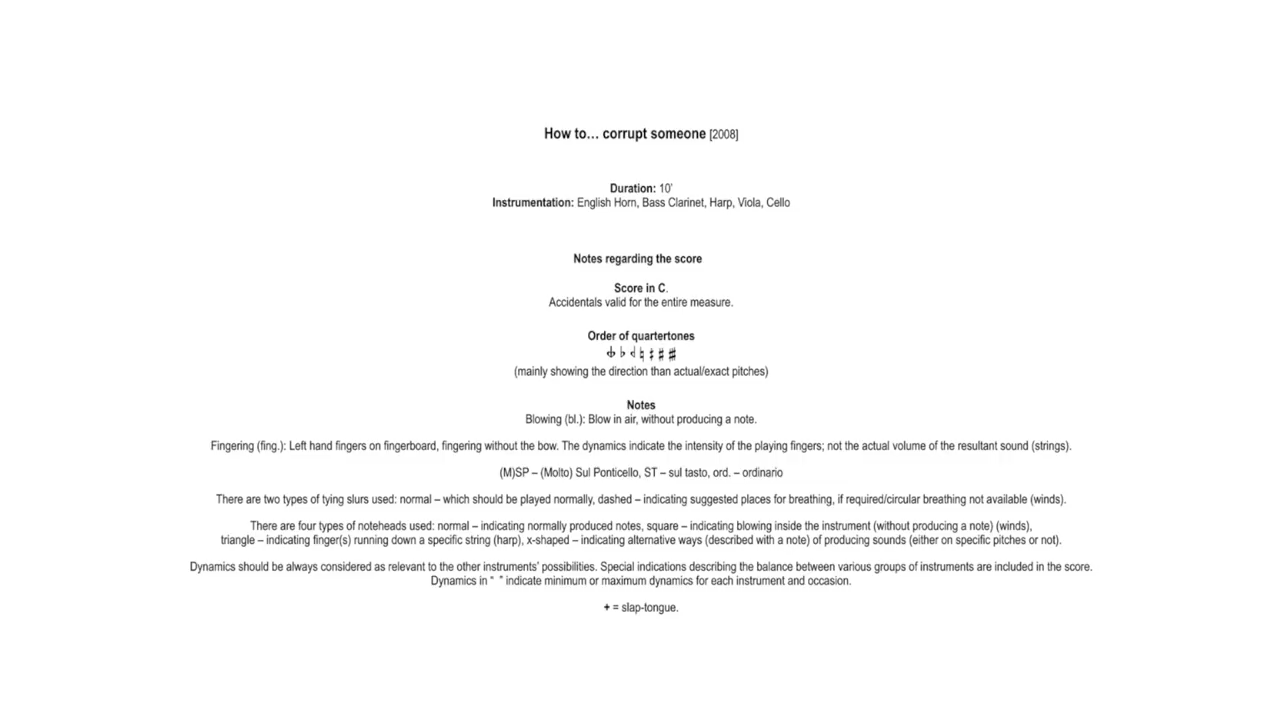 How to… corrupt someone [2008]
Duration: 10'
Instrumentation: English Horn, Bass Clarinet, Harp, Viola, Cello
Notes regarding the score
Score in C.
Accidentals valid for the entire measure.
Order of quartertones
(mainly showing the direction than actual/exact pitches)
Notes
Blowing (bl.): Blow in air, without producing a note.
Fingering (fing.): Left hand fingers on fingerboard, fingering without the bow. The dynamics indicate the intensity of the playing fingers; not the actual volume of the resultant sound (strings).
(M)SP – (Molto) Sul Ponticello, ST – sul tasto, ord. – ordinario
There are two types of tying slurs used: normal – which should be played normally, dashed – indicating suggested places for breathing, if required/circular breathing not available (winds).
There are four types of noteheads used: normal – indicating normally produced notes, square – indicating blowing inside the instrument (without producing a note) (winds),
triangle – indicating finger(s) running down a specific string (harp), x-shaped – indicating alternative ways (described with a note) of producing sounds (either on specific pitches or not).
Dynamics should be always considered as relevant to the other instruments' possibilities. Special indications describing the balance between various groups of instruments are included in the score.
Dynamics in “ ” indicate minimum or maximum dynamics for each instrument and occasion.
+ = slap-tongue.